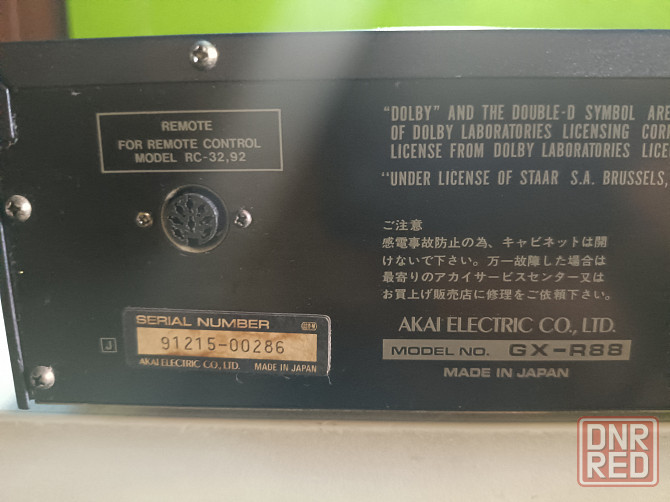 REMOTE
FOR REMOTE CONTROL
MODEL RC-32,92
"DOLBY" AND THE DOUBLE-D SYMBOL ARE
OF DOLBY LABORATORIES LICENSING
LICENSE FROM DOLBY LABORATORIES
"UNDER LICENSE OF STAAR S.A. BRUSSELS,
ご注意
感電事故防止の為、キャビネットは開
けないで下さい。万一故障した場合は
最寄りのアカイサービスセンター又は
お買上げ販売店に修理をご依頼下さい。
AKAI ELECTRIC CO., LTD.
MODEL NO. GX-R88
MADE IN JAPAN
J
SERIAL NUMBER
91215-00286
AKAI ELECTRIC CO., LTD. MADE IN JAPAN
DNR
RED